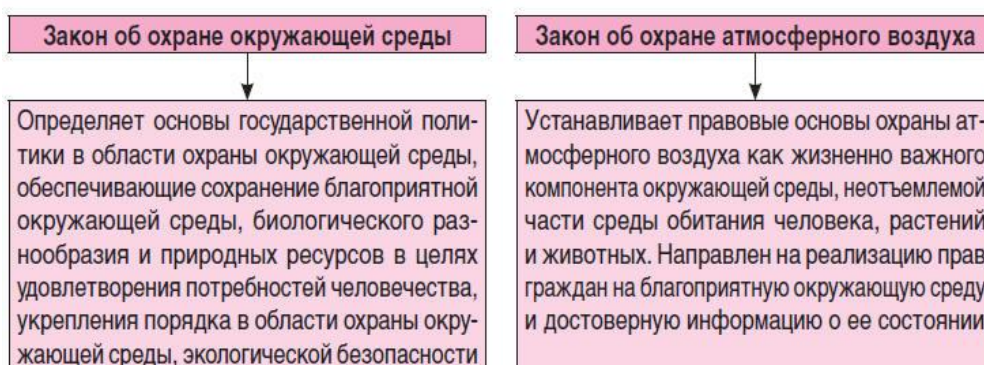 Закон об охране окружающей среды
Определяет основы государственной поли-
тики в области охраны окружающей среды,
обеспечивающие сохранение благоприятной
окружающей среды, биологического раз-
нообразия и природных ресурсов в целях
удовлетворения потребностей человечества,
укрепления порядка в области охраны окру-
жающей среды, экологической безопасности
Закон об охране атмосферного воздуха
Устанавливает правовые основы охраны ат-
мосферного воздуха как жизненно важного
компонента окружающей среды, неотъемлемой
части среды обитания человека, растений
и животных. Направлен на реализацию прав
граждан на благоприятную окружающую среду
и достоверную информацию о ее состоянии